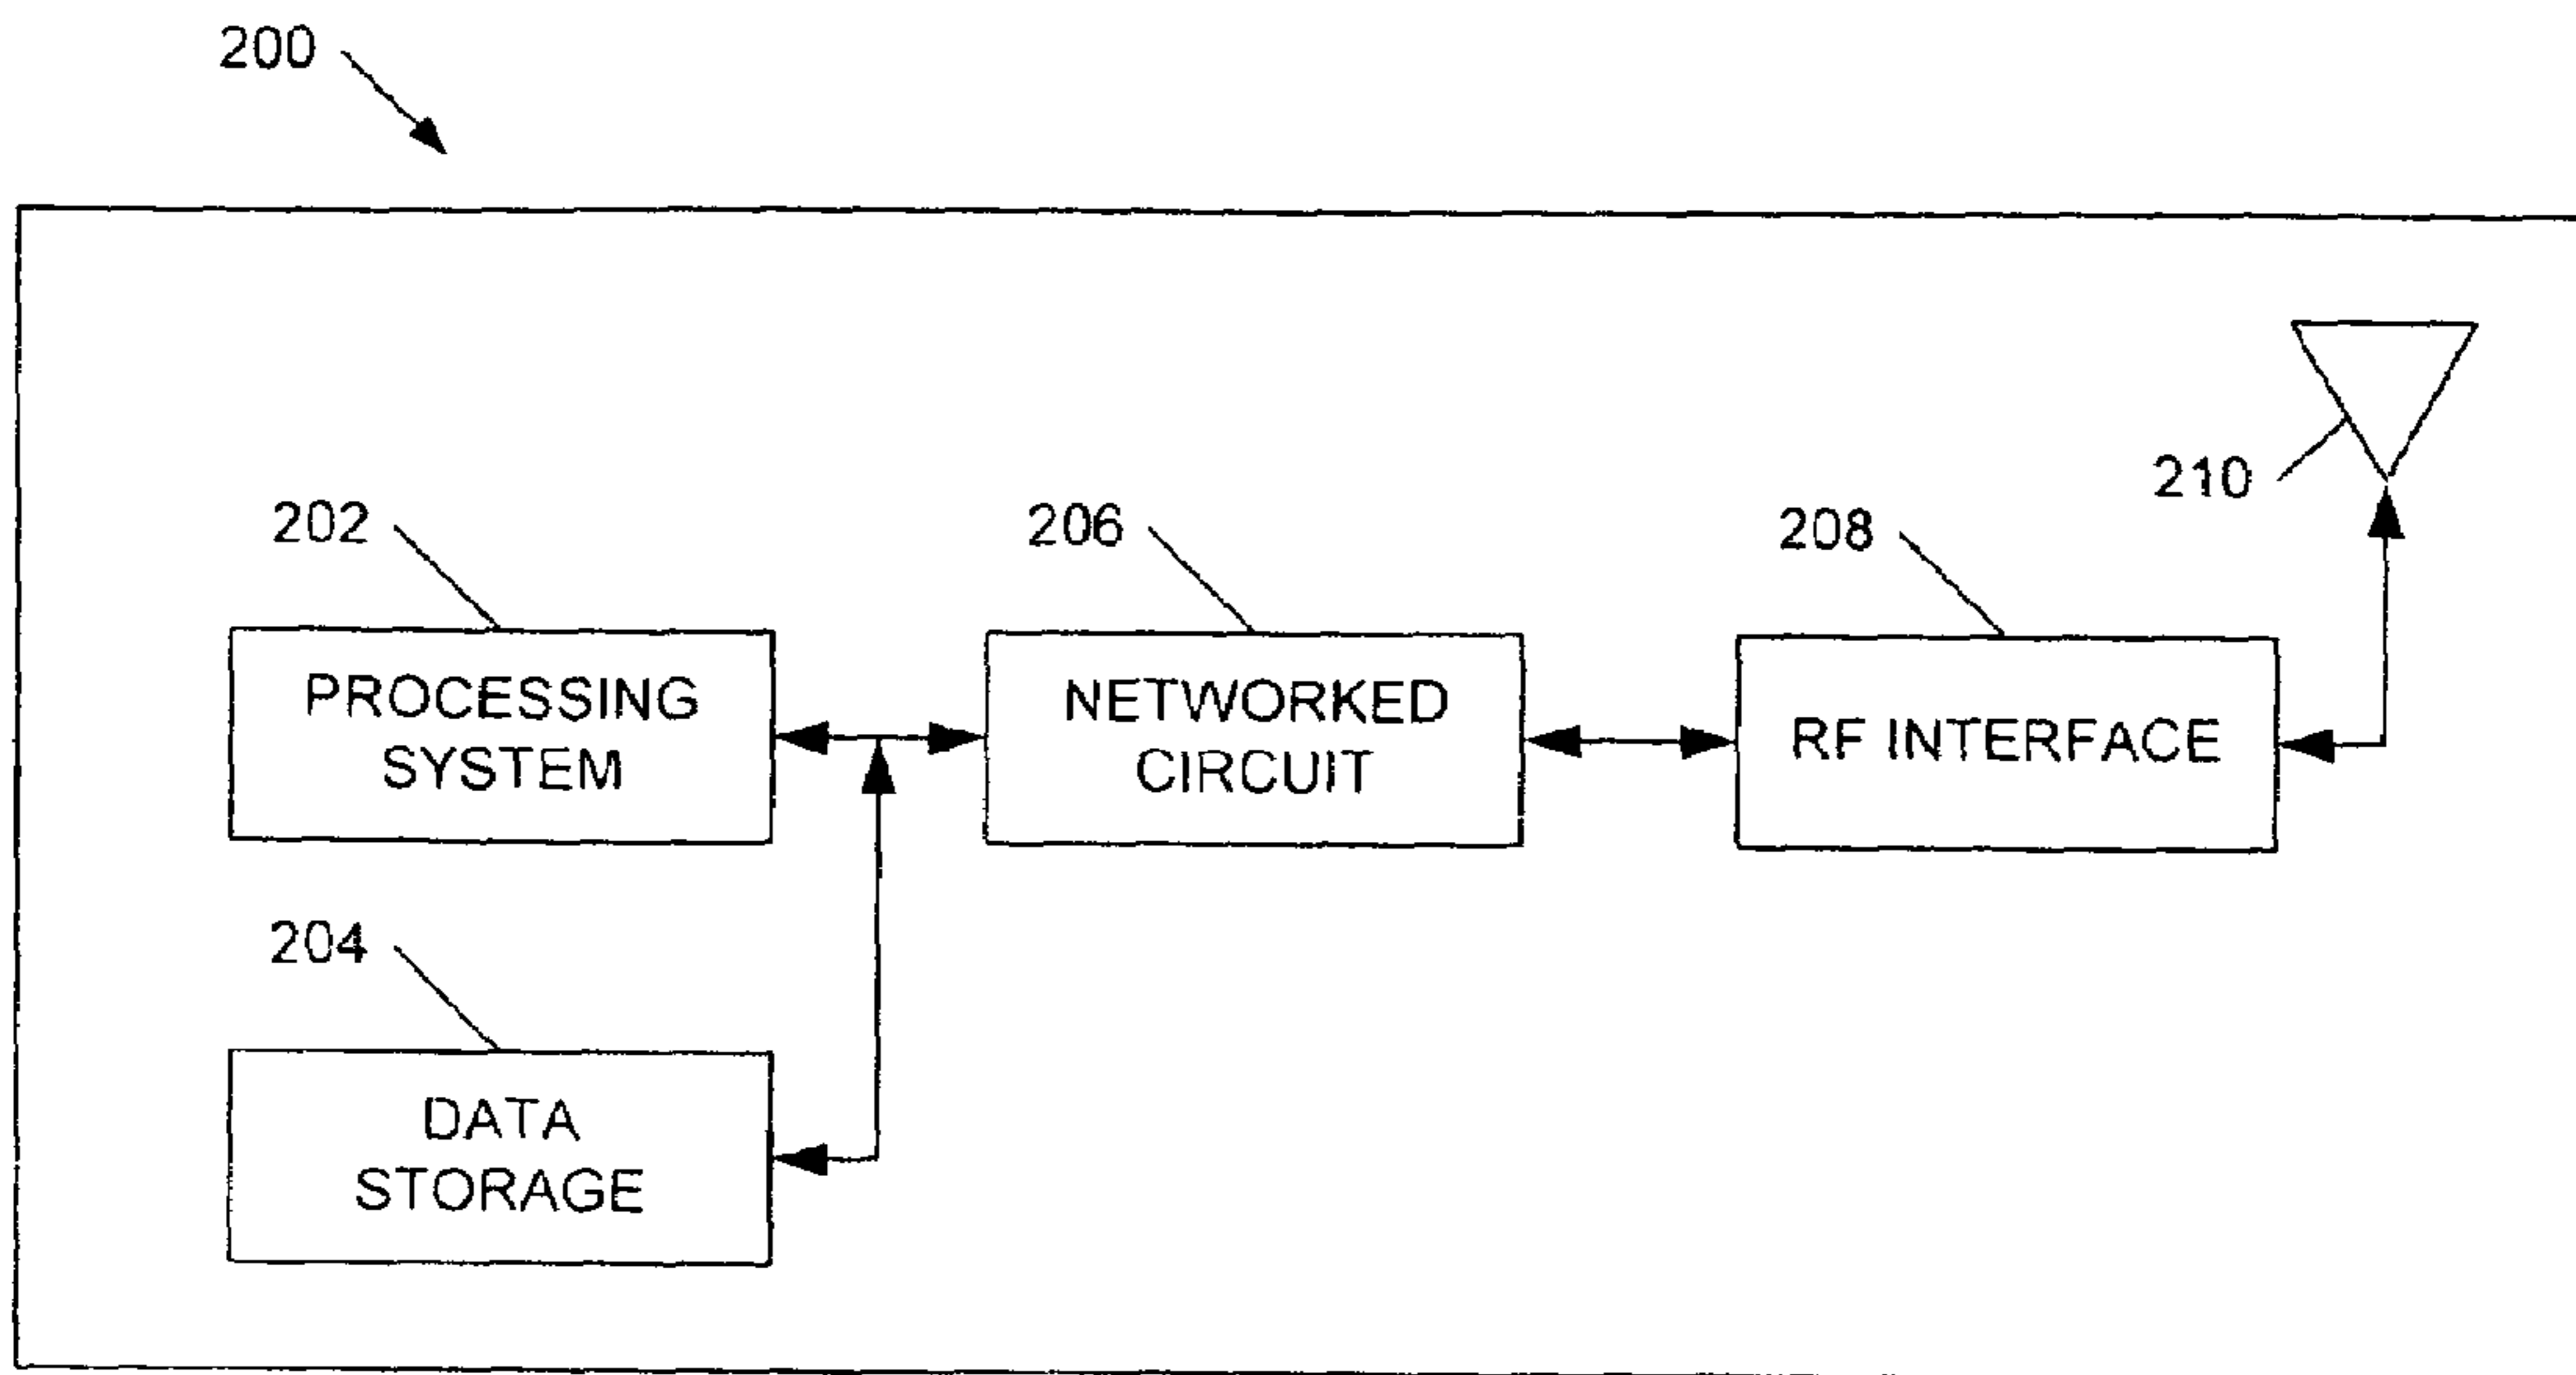 200
210
202
206
208
PROCESSING
SYSTEM
NETWORKED
CIRCUIT
RF INTERFACE
204
DATA
STORAGE